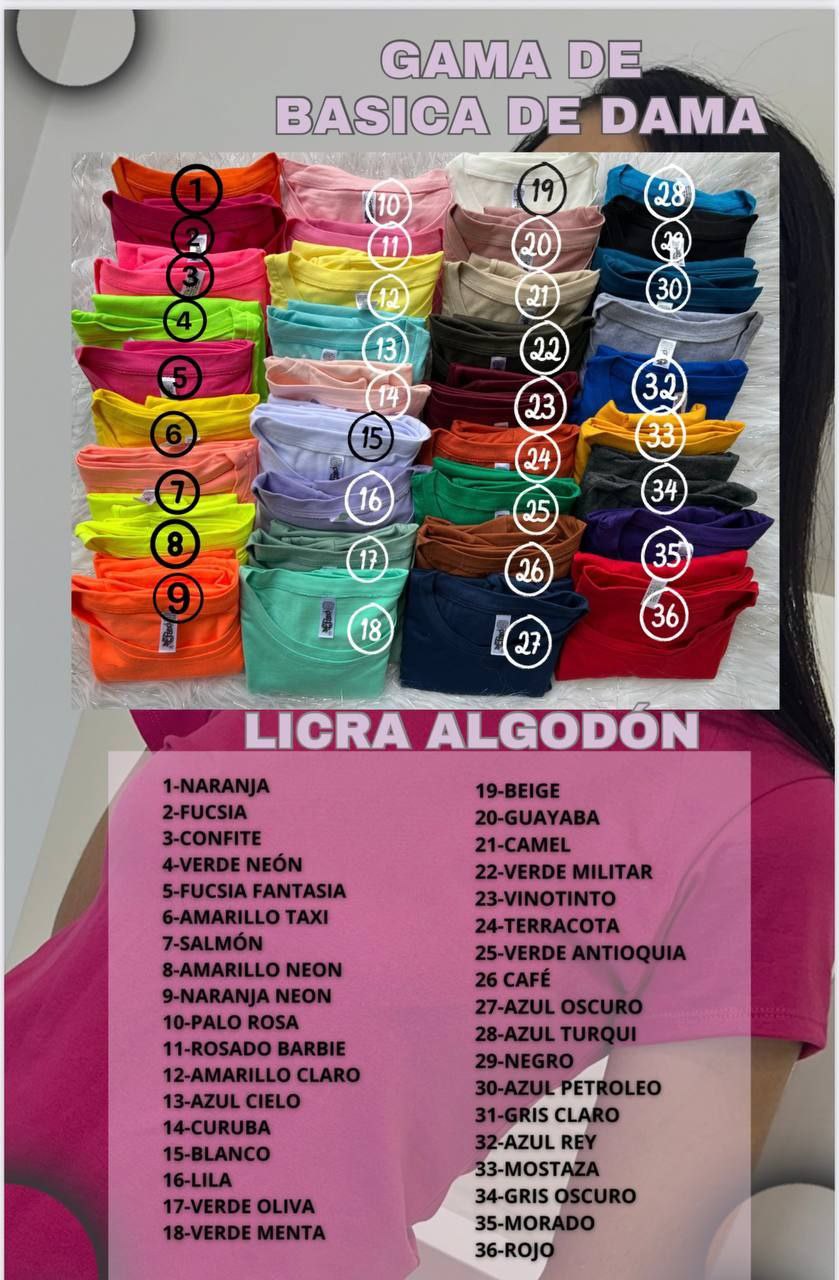 GAMA DE
BASICA DE DAMA
1
2
3
4
5
6
7
8
9
10
11
12
13
14
15
16
17
18
19
20
21
22
23
24
25
26
27
28
29
30
32
33
34
35
36
LICRA ALGODÓN
1-NARANJA
2-FUCSIA
3-CONFITE
4-VERDE NEÓN
5-FUCSIA FANTASIA
6-AMARILLO TAXI
7-SALMÓN
8-AMARILLO NEON
9-NARANJA NEON
10-PALO ROSA
11-ROSADO BARBIE
12-AMARILLO CLARO
13-AZUL CIELO
14-CURUBA
15-BLANCO
16-LILA
17-VERDE OLIVA
18-VERDE MENTA
19-BEIGE
20-GUAYABA
21-CAMEL
22-VERDE MILITAR
23-VINOTINTO
24-TERRACOTA
25-VERDE ANTIOQUIA
26 CAFÉ
27-AZUL OSCURO
28-AZUL TURQUI
29-NEGRO
30-AZUL PETROLEO
31-GRIS CLARO
32-AZUL REY
33-MOSTAZA
34-GRIS OSCURO
35-MORADO
36-ROJO